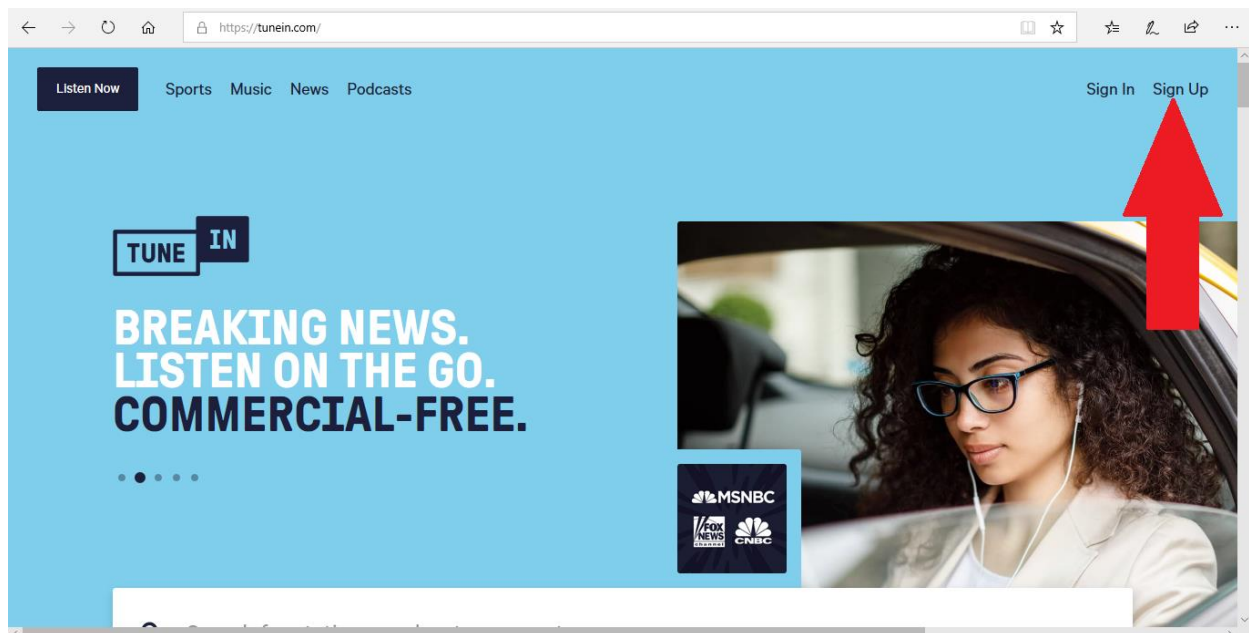 https://tunein.com/
Listen Now Sports Music News Podcasts Sign In Sign Up
TUNE IN
BREAKING NEWS.
LISTEN ON THE GO.
COMMERCIAL-FREE.
MSNBC
FOX NEWS channel CNBC